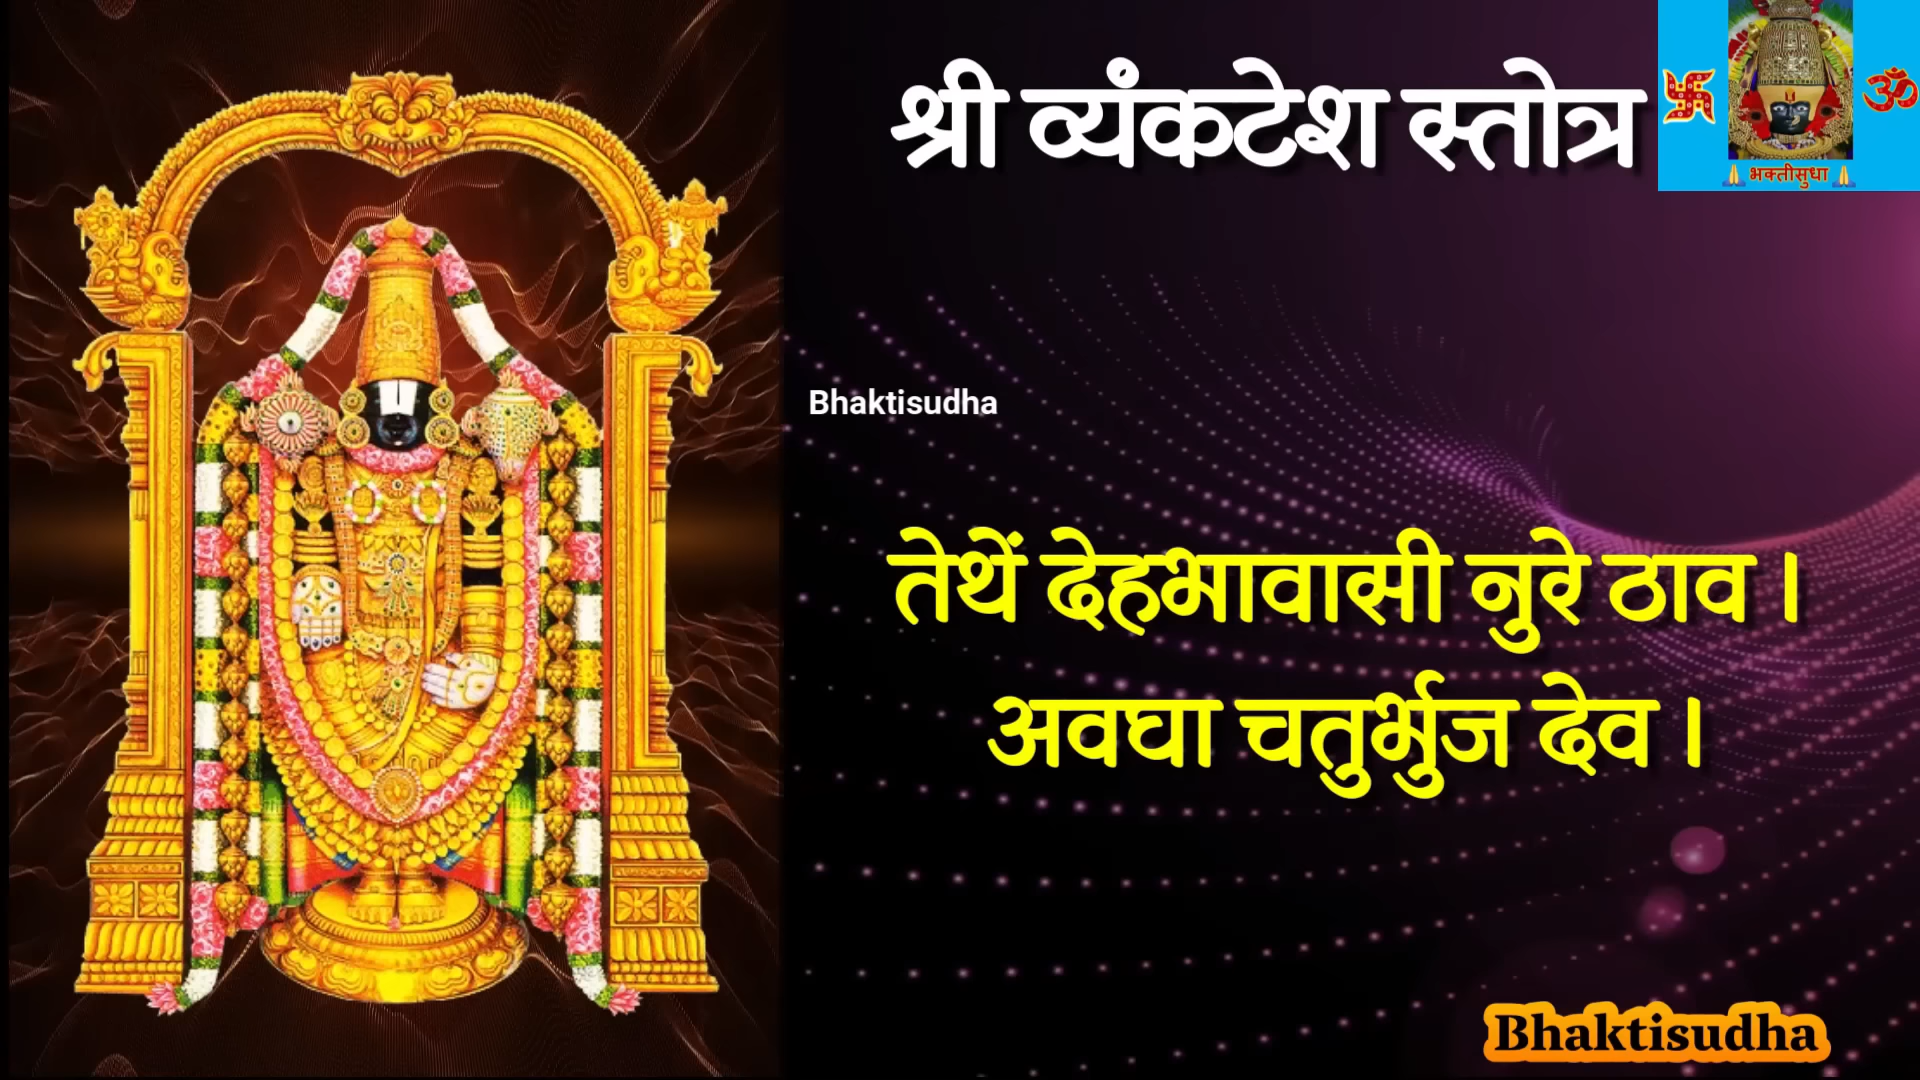 श्री व्यंकटेश स्तोत्र
ॐ
भक्तीसुधा
Bhaktisudha
तेथें देहभावासी नुरे ठाव ।
अवघा चतुर्भुज देव ।
Bhaktisudha